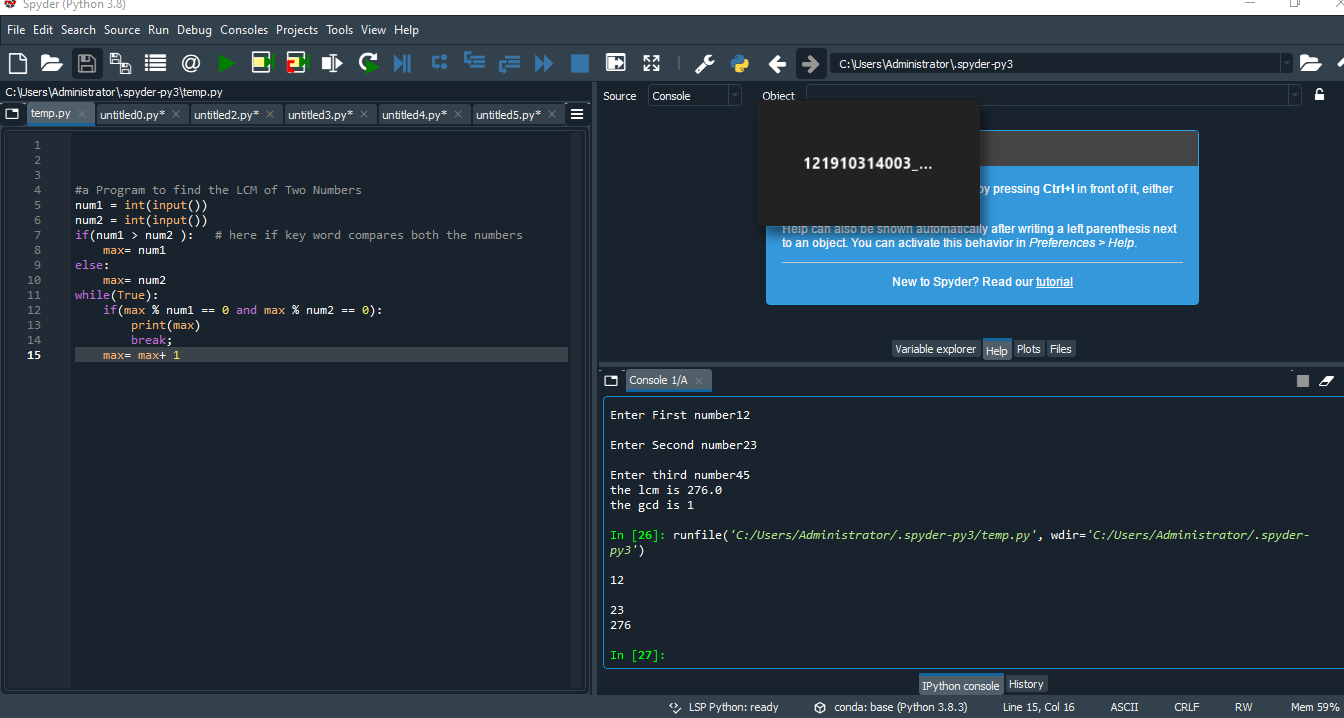 Spyder (Python 3.8)
File Edit Search Source Run Debug Consoles Projects Tools View Help
C:\Users\Administrator\.spyder-py3
C:\Users\Administrator\.spyder-py3\temp.py
temp.py untitled0.py* untitled2.py* untitled3.py* untitled4.py* untitled5.py*
1
2
3
4 #a Program to find the LCM of Two Numbers
5 num1 = int(input())
6 num2 = int(input())
7 if(num1 > num2 ):   # here if key word compares both the numbers
8     max= num1
9 else:
10     max= num2
11 while(True):
12     if(max % num1 == 0 and max % num2 == 0):
13         print(max)
14         break;
15     max= max+ 1
Source Console Object
121910314003_...
by pressing Ctrl+I in front of it, either
Help can also be shown automatically after writing a left parenthesis next
to an object. You can activate this behavior in Preferences > Help.
New to Spyder? Read our tutorial
Variable explorer Help Plots Files
Console 1/A
Enter First number12
Enter Second number23
Enter third number45
the lcm is 276.0
the gcd is 1
In [26]: runfile('C:/Users/Administrator/.spyder-py3/temp.py', wdir='C:/Users/Administrator/.spyder-
py3')
12
23
276
In [27]:
IPython console History
LSP Python: ready conda: base (Python 3.8.3) Line 15, Col 16 ASCII CRLF RW Mem 59%